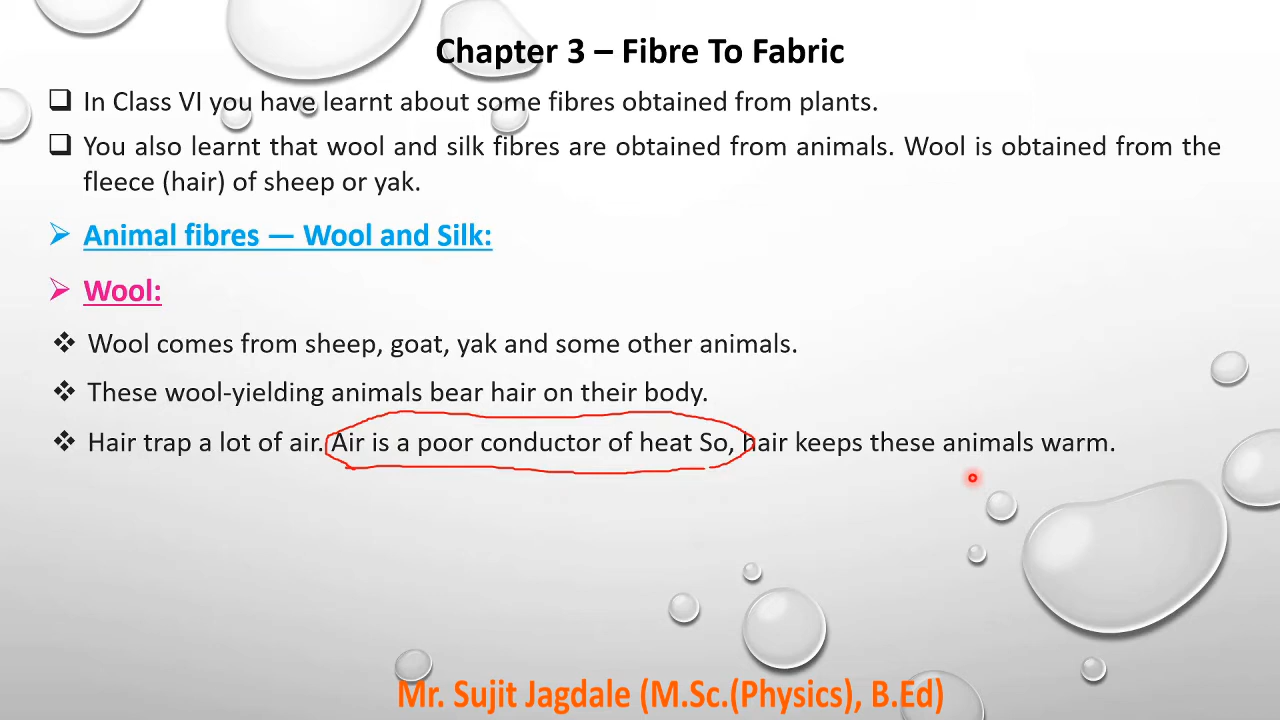 Chapter 3 – Fibre To Fabric
In Class VI you have learnt about some fibres obtained from plants.
You also learnt that wool and silk fibres are obtained from animals. Wool is obtained from the
fleece (hair) of sheep or yak.
Animal fibres — Wool and Silk:
Wool:
Wool comes from sheep, goat, yak and some other animals.
These wool-yielding animals bear hair on their body.
Hair trap a lot of air. Air is a poor conductor of heat So, hair keeps these animals warm.
Mr. Sujit Jagdale (M.Sc.(Physics), B.Ed)